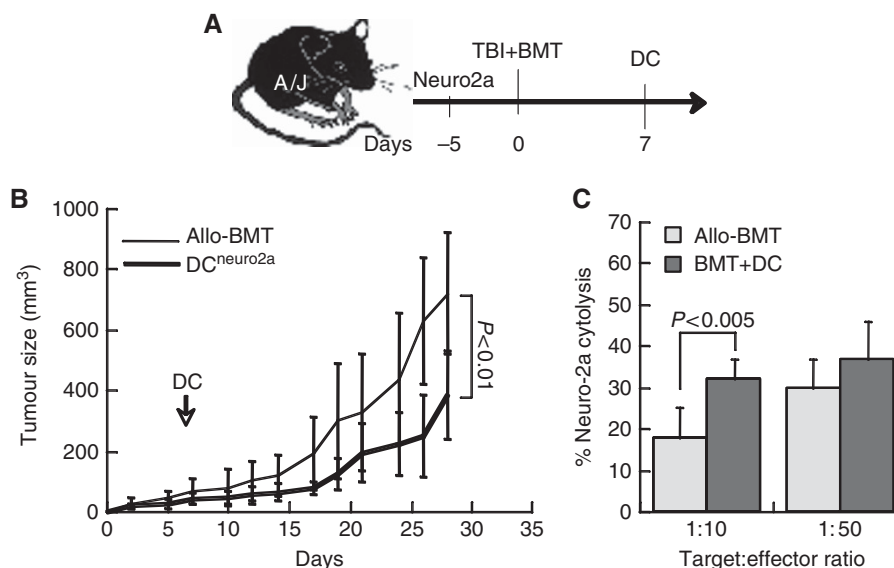 A
A/J
TBI+BMT
DC
Neuro2a
Days
–5
0
7
B
1000
800
600
400
200
0
Tumour size (mm³)
Allo-BMT
DCⁿᵉᵘʳᵒ²ᵃ
DC
P<0.01
0
5
10
15
20
25
30
35
Days
C
70
60
50
40
30
20
10
0
% Neuro-2a cytolysis
Allo-BMT
BMT+DC
P<0.005
1:10
1:50
Target:effector ratio